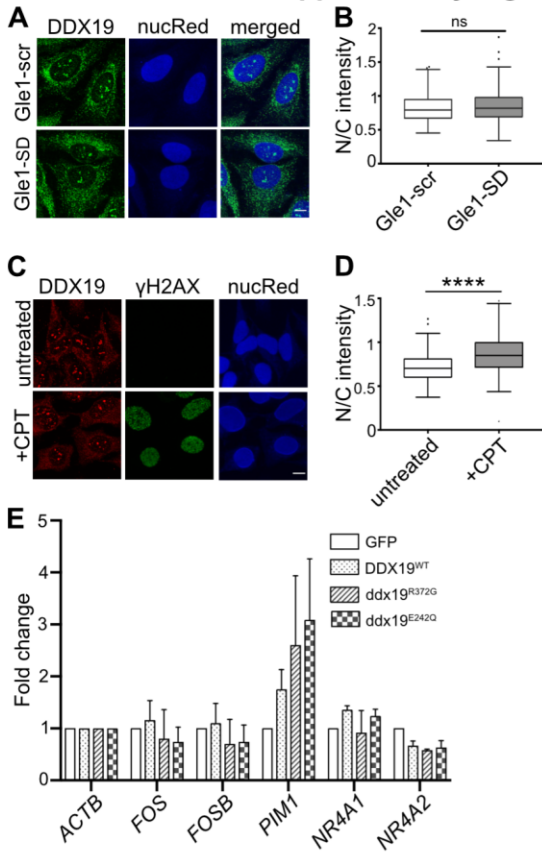 A
DDX19 nucRed merged
Gle1-scr
Gle1-SD
B
ns
N/C intensity
2
1.5
1
0.5
0
Gle1-scr
Gle1-SD
C
DDX19 γH2AX nucRed
untreated
+CPT
D
****
N/C intensity
1.5
1
0.5
0
untreated
+CPT
E
Fold change
5
4
3
2
1
0
GFP
DDX19WT
ddx19R372G
ddx19E242Q
ACTB
FOS
FOSB
PIM1
NR4A1
NR4A2